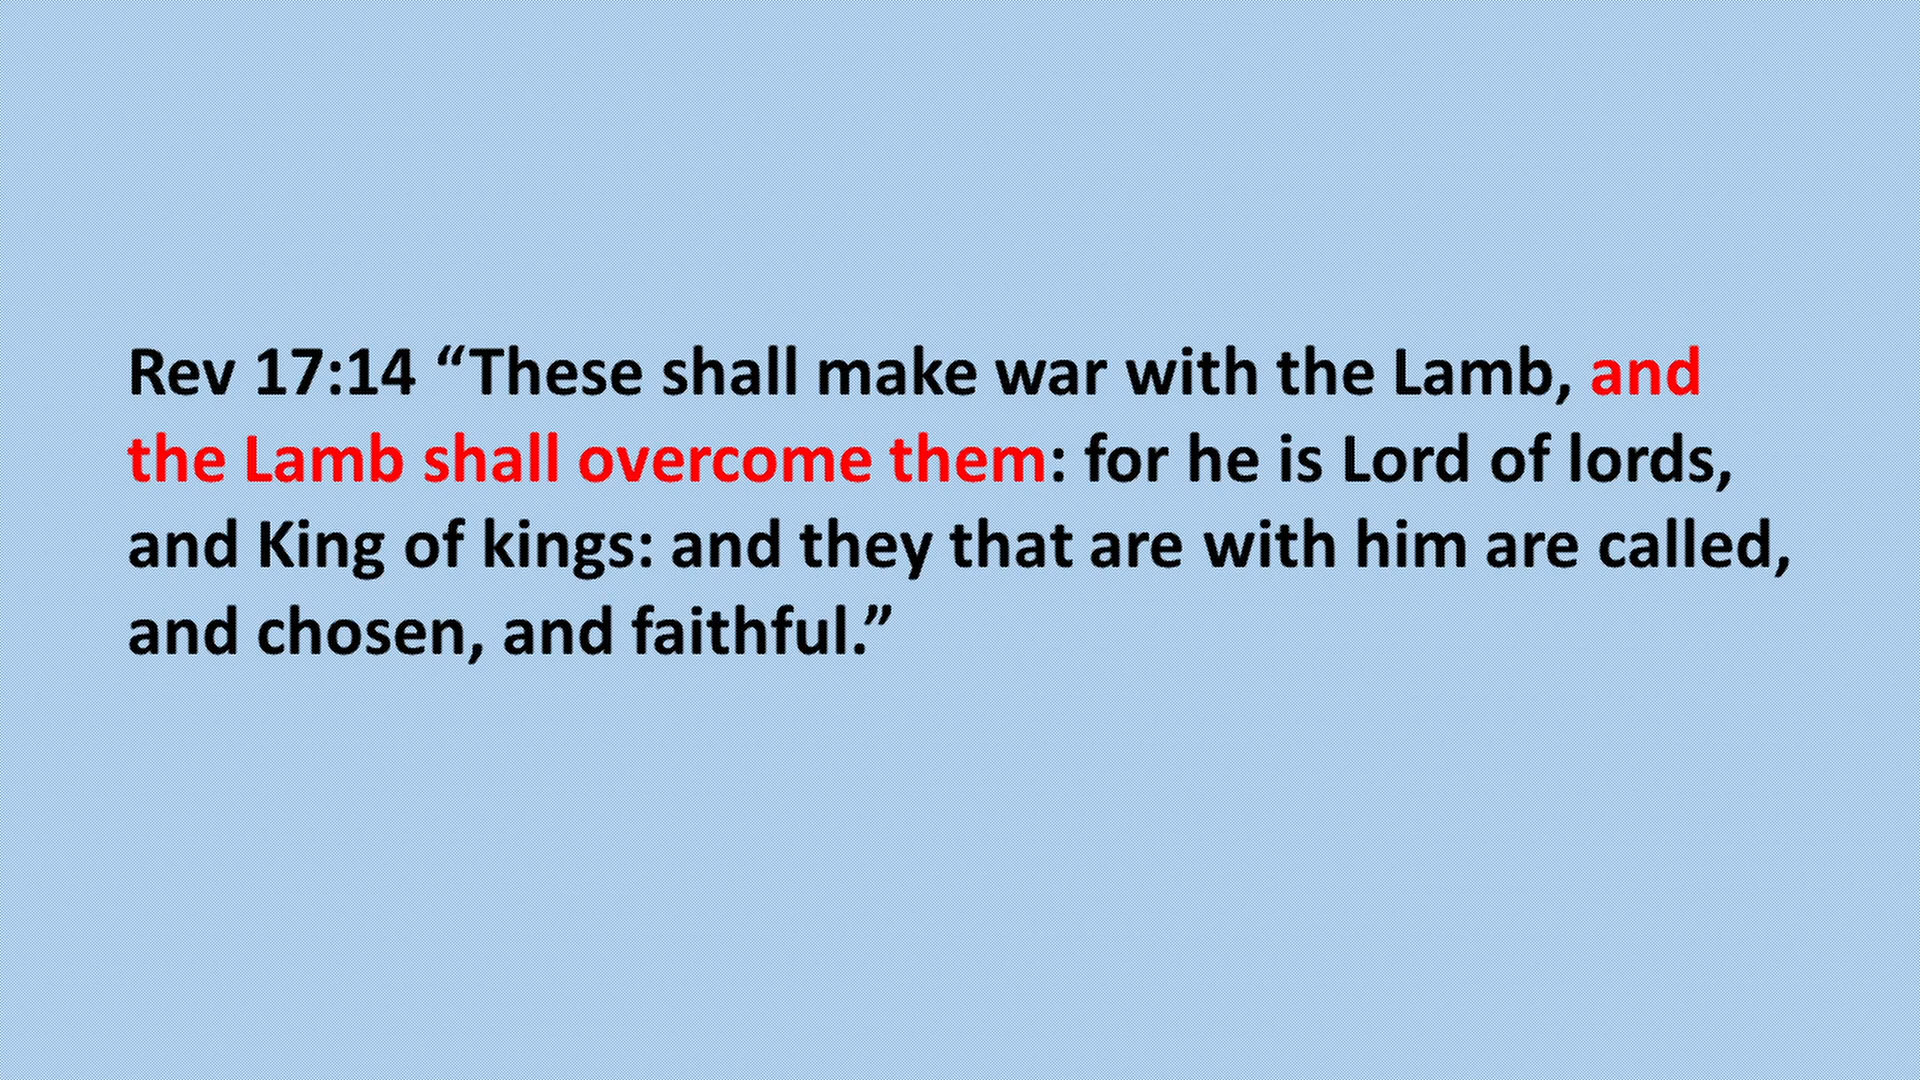 Rev 17:14 “These shall make war with the Lamb, and
the Lamb shall overcome them: for he is Lord of lords,
and King of kings: and they that are with him are called,
and chosen, and faithful.”